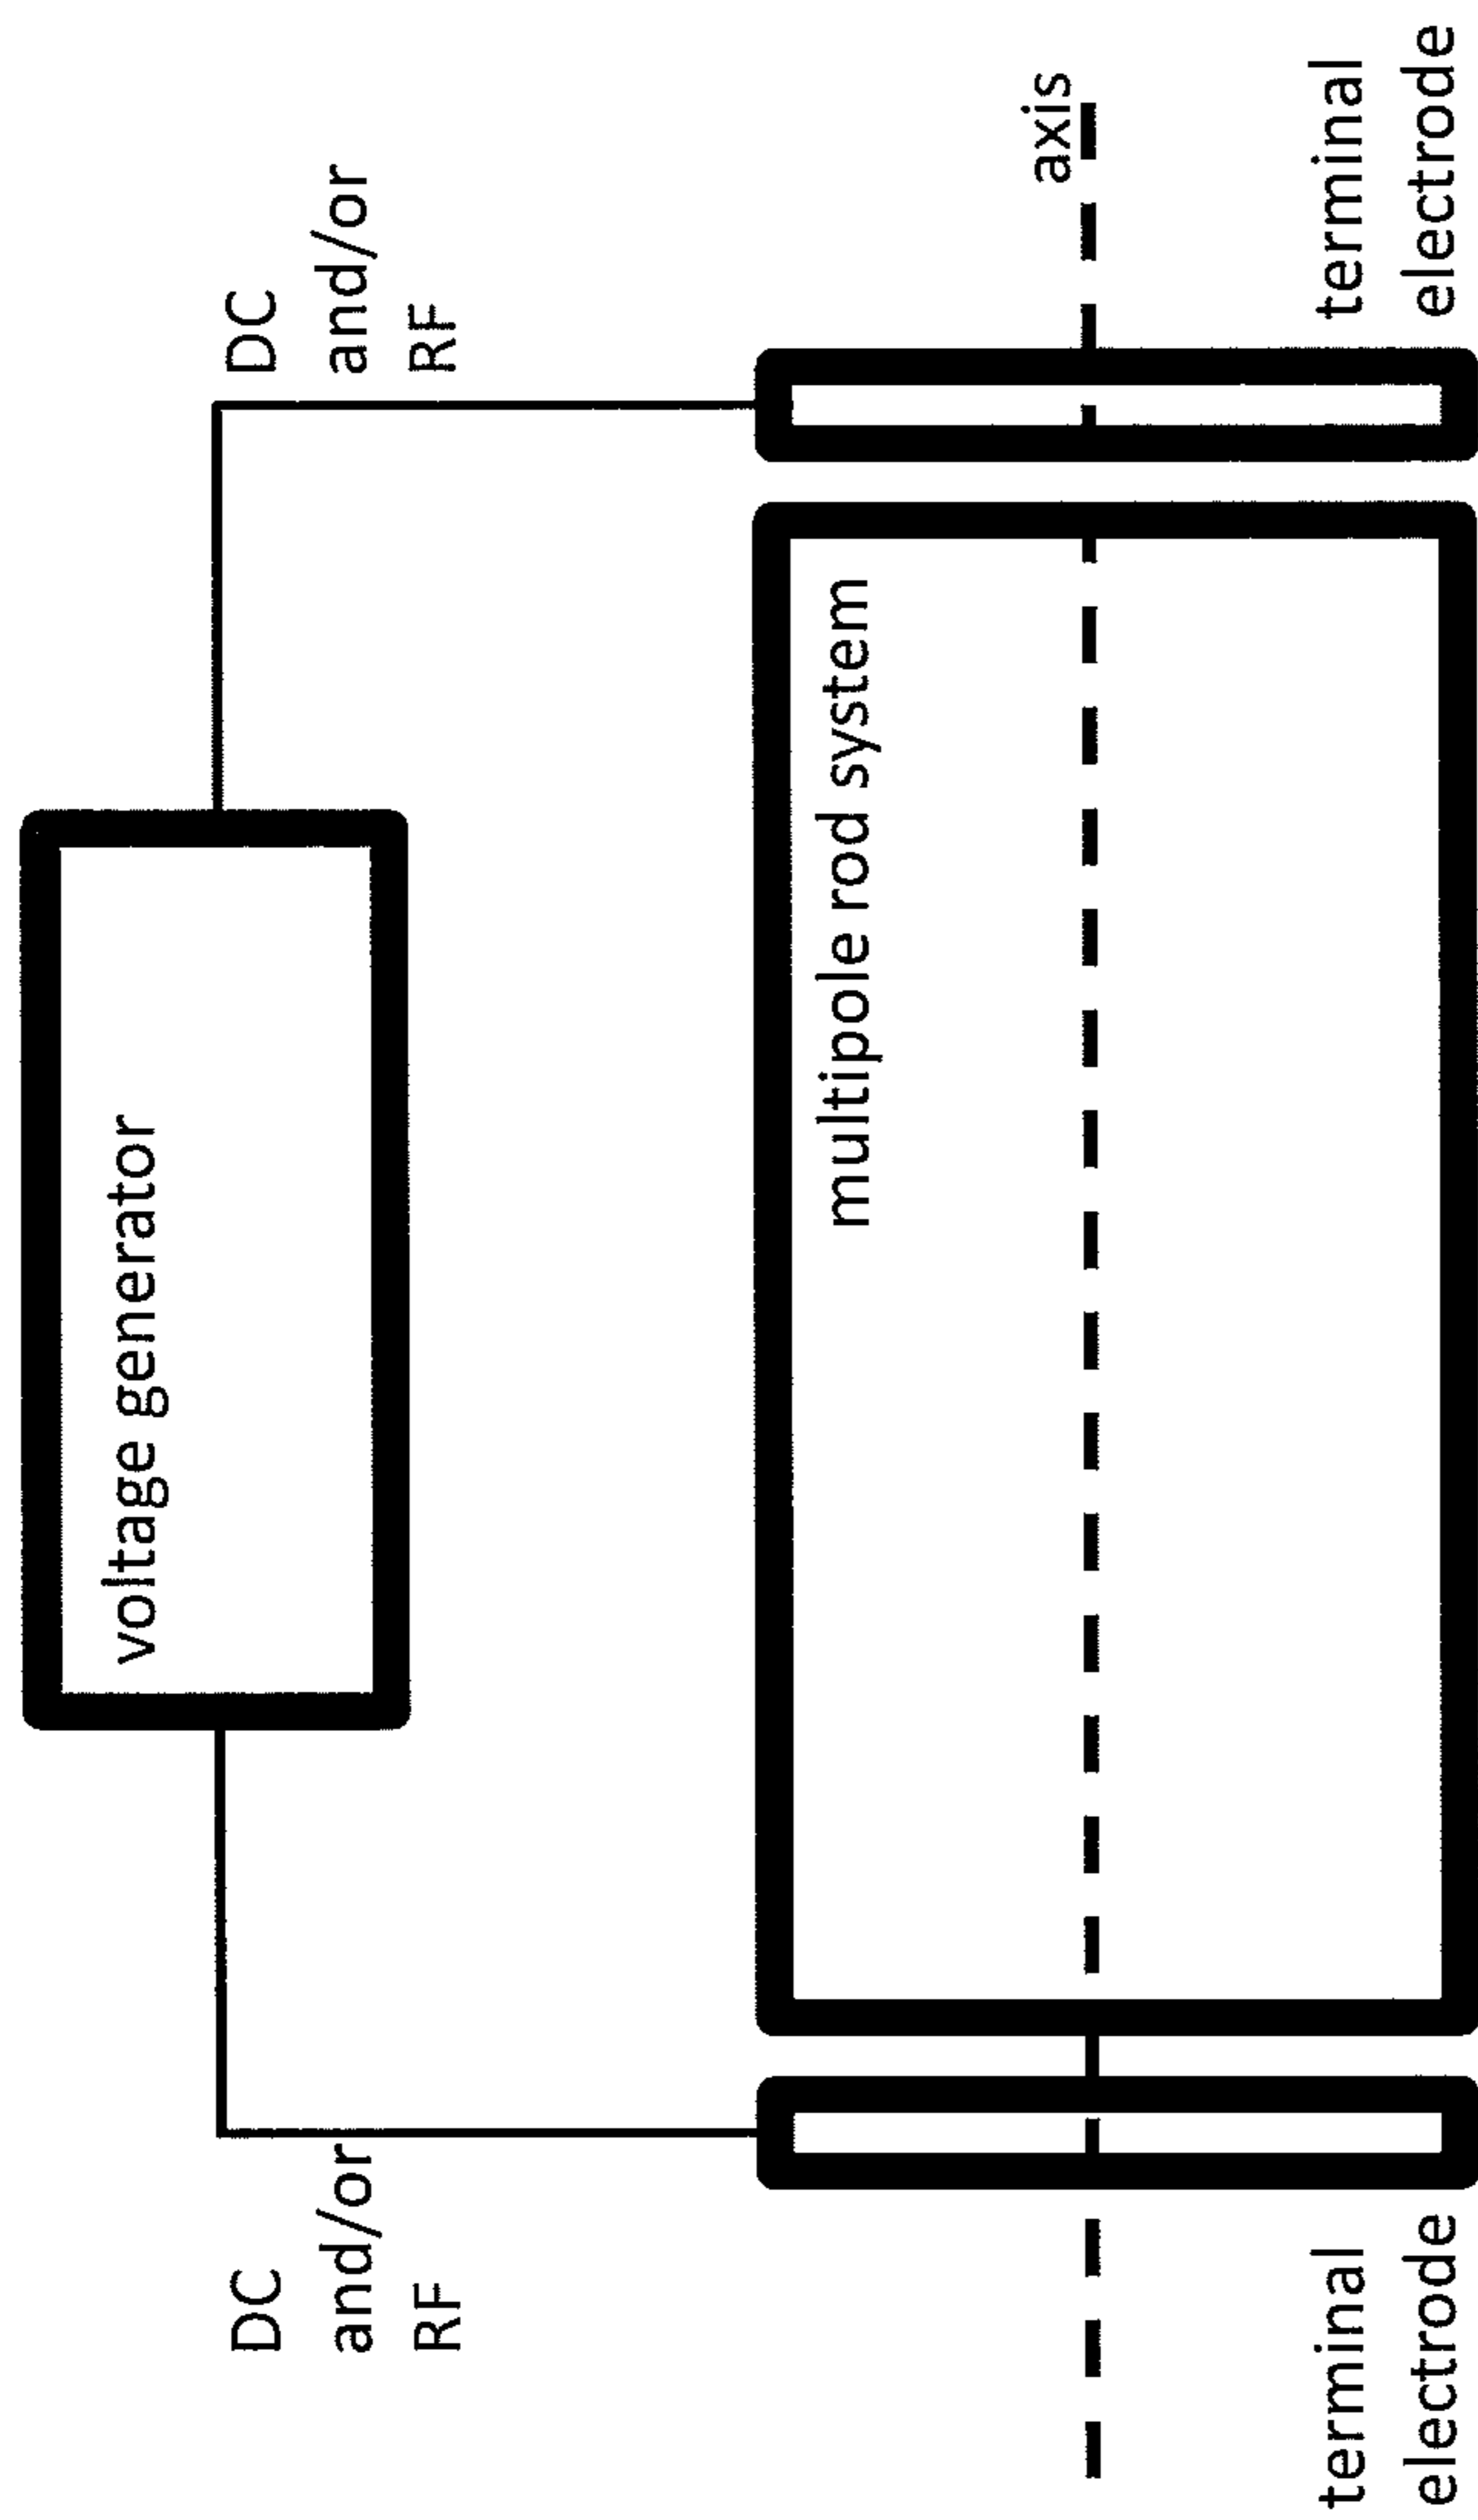 voltage generator
DC
and/or
RF
DC
and/or
RF
multipole rod system
axis
terminal
electrode
terminal
electrode